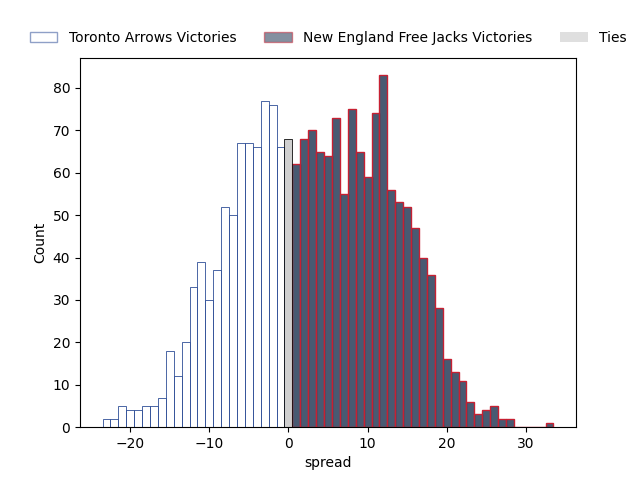 Toronto Arrows Victories New England Free Jacks Victories Ties
80
70
60
50
40
30
20
10
0
Count
−20 −10 0 10 20 30
spread